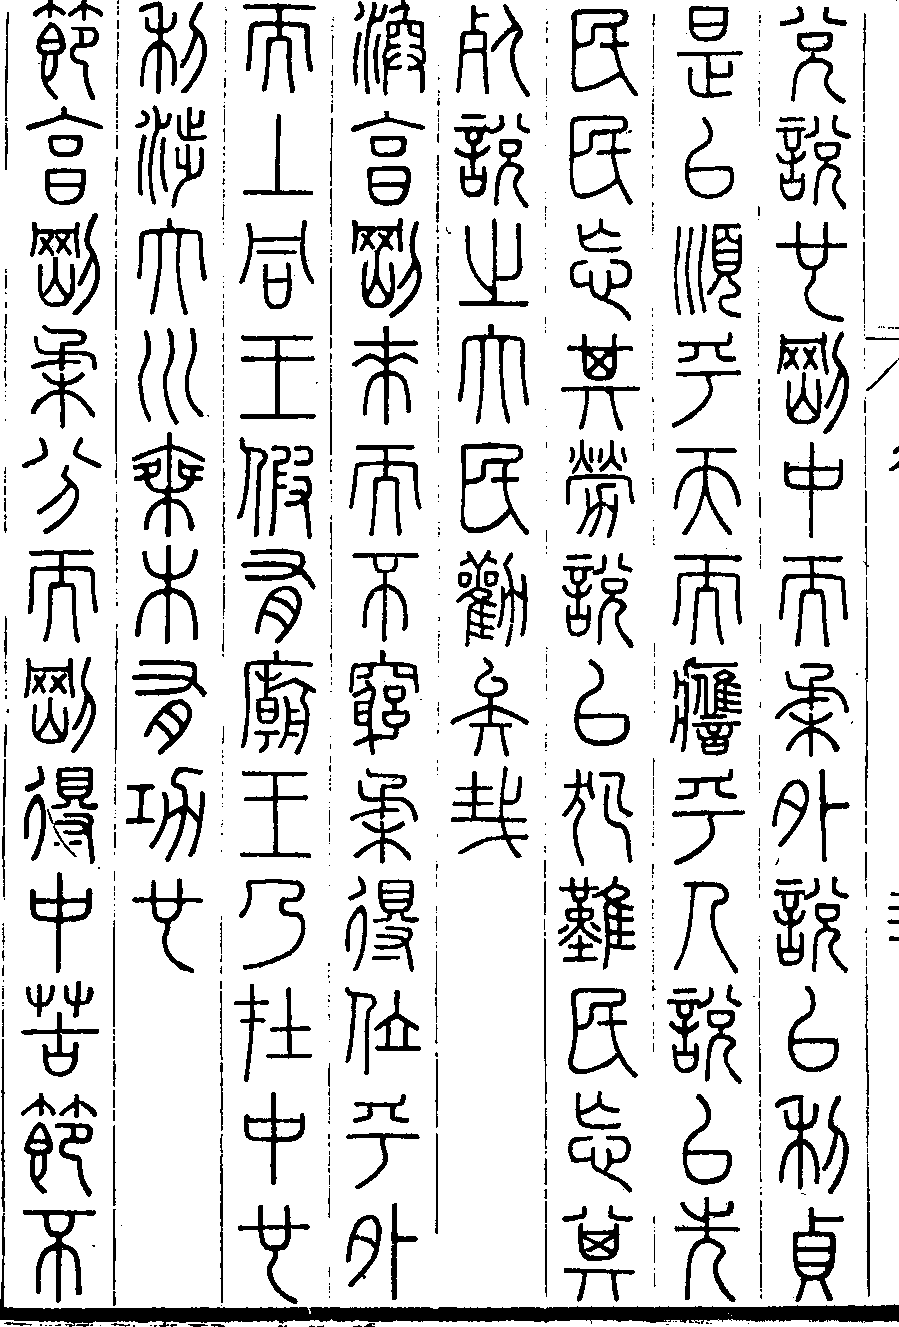 兌說也剛中而柔外說以利貞
是以順乎天而應乎人說以先
民民忘其勞說以犯難民忘其
死說之大民勸矣哉
渙亨剛來而不窮柔得位乎外
而上同王假有廟王乃在中也
利涉大川乘木有功也
節亨剛柔分而剛得中苦節不